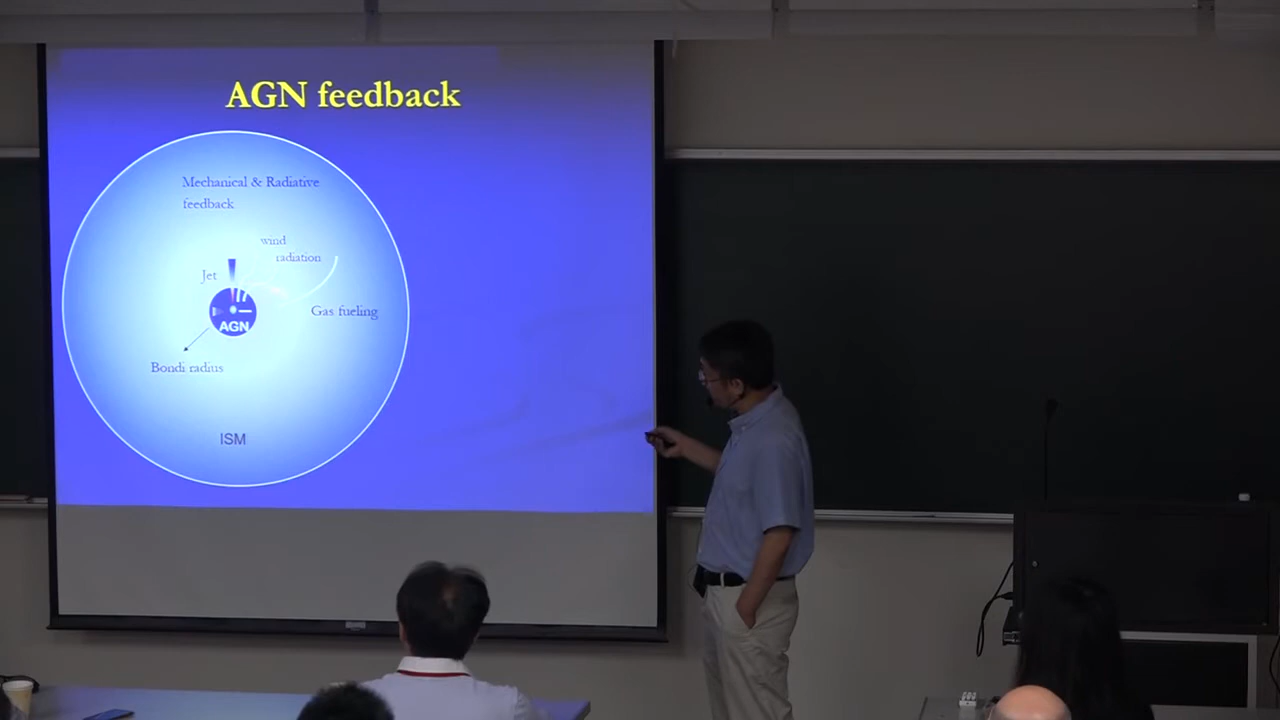 AGN feedback
Mechanical & Radiative
feedback
wind
radiation
Jet
Gas fueling
AGN
Bondi radius
ISM